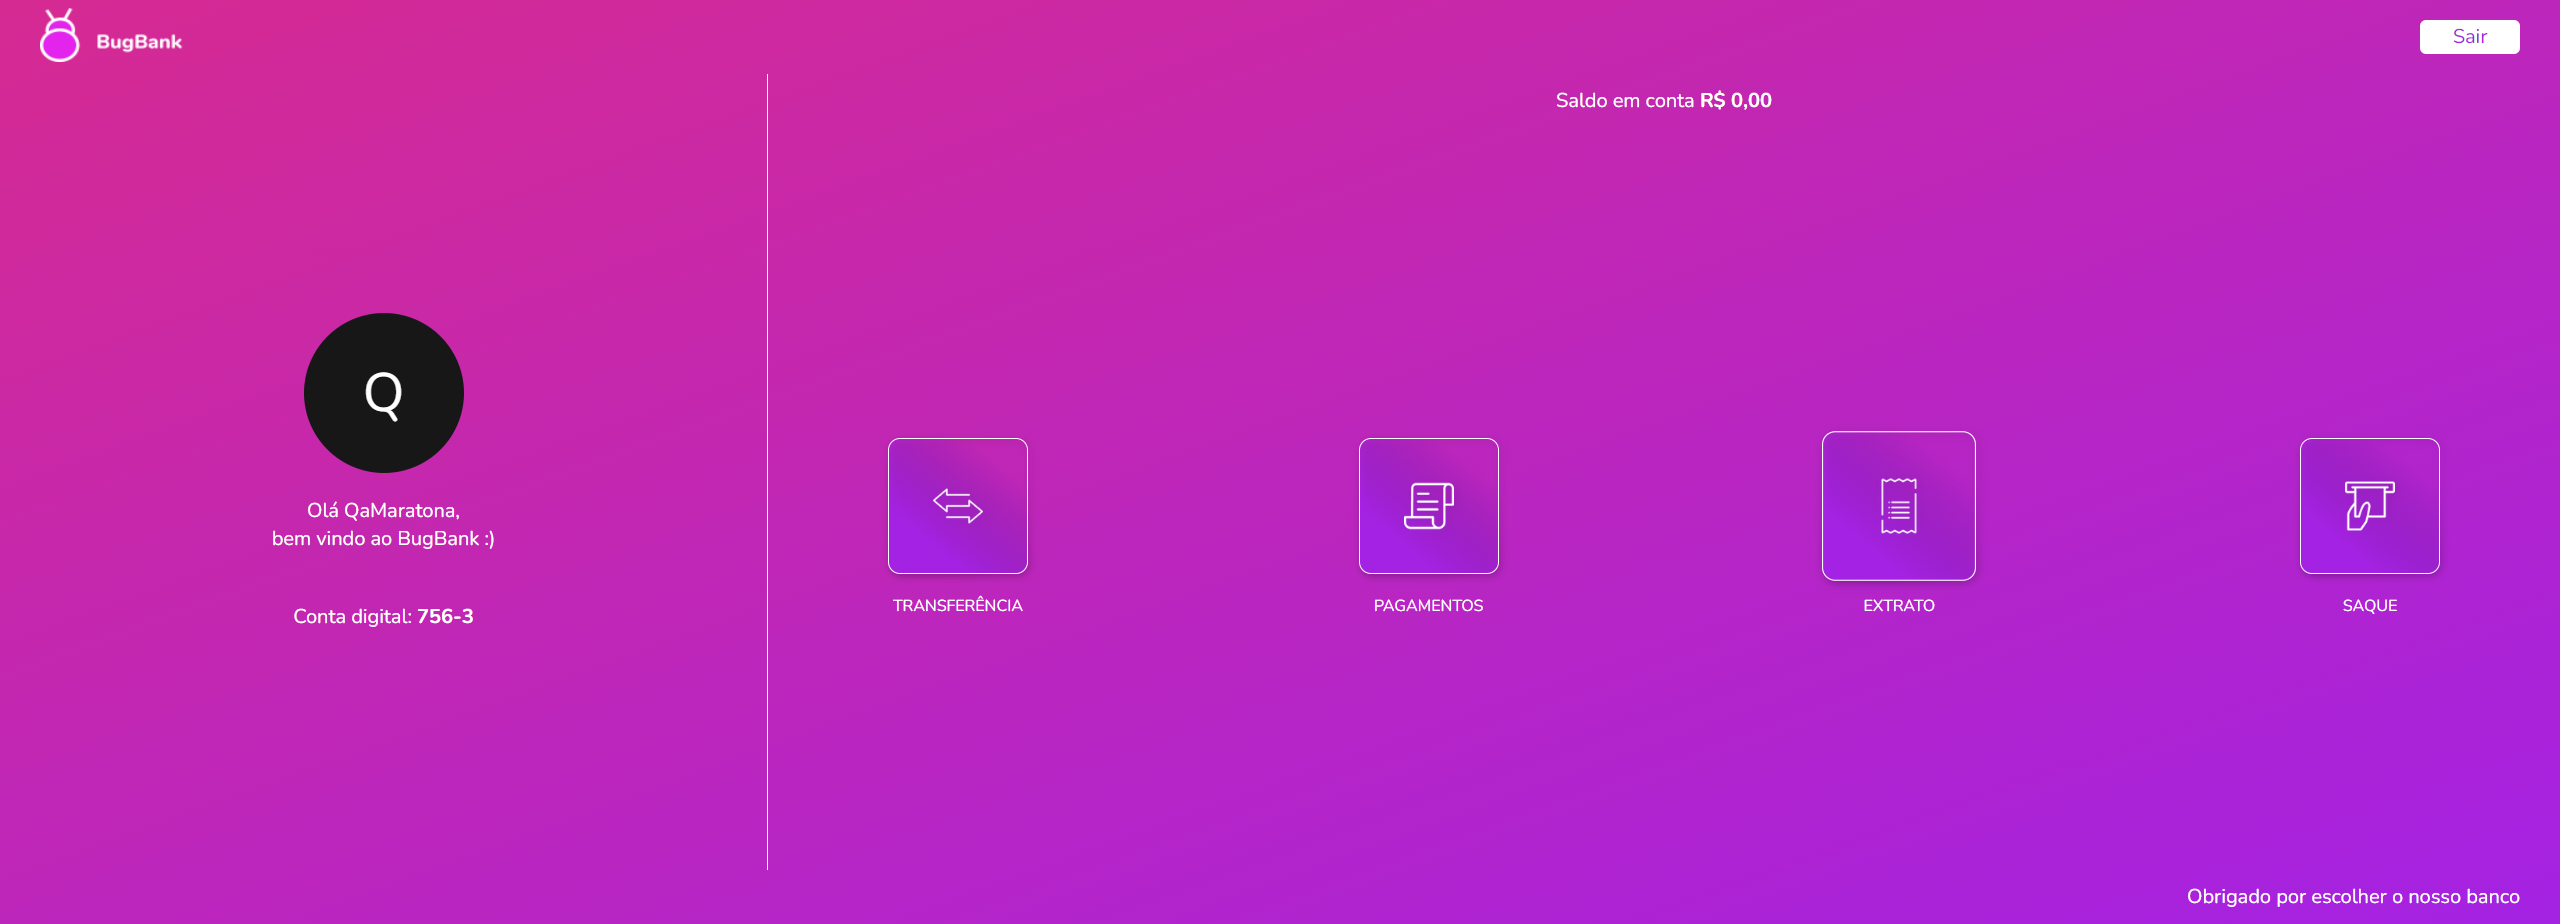 BugBank
Sair
Saldo em conta R$ 0,00
Q
Olá QaMaratona,
bem vindo ao BugBank :)
Conta digital: 756-3
TRANSFERÊNCIA
PAGAMENTOS
EXTRATO
SAQUE
Obrigado por escolher o nosso banco